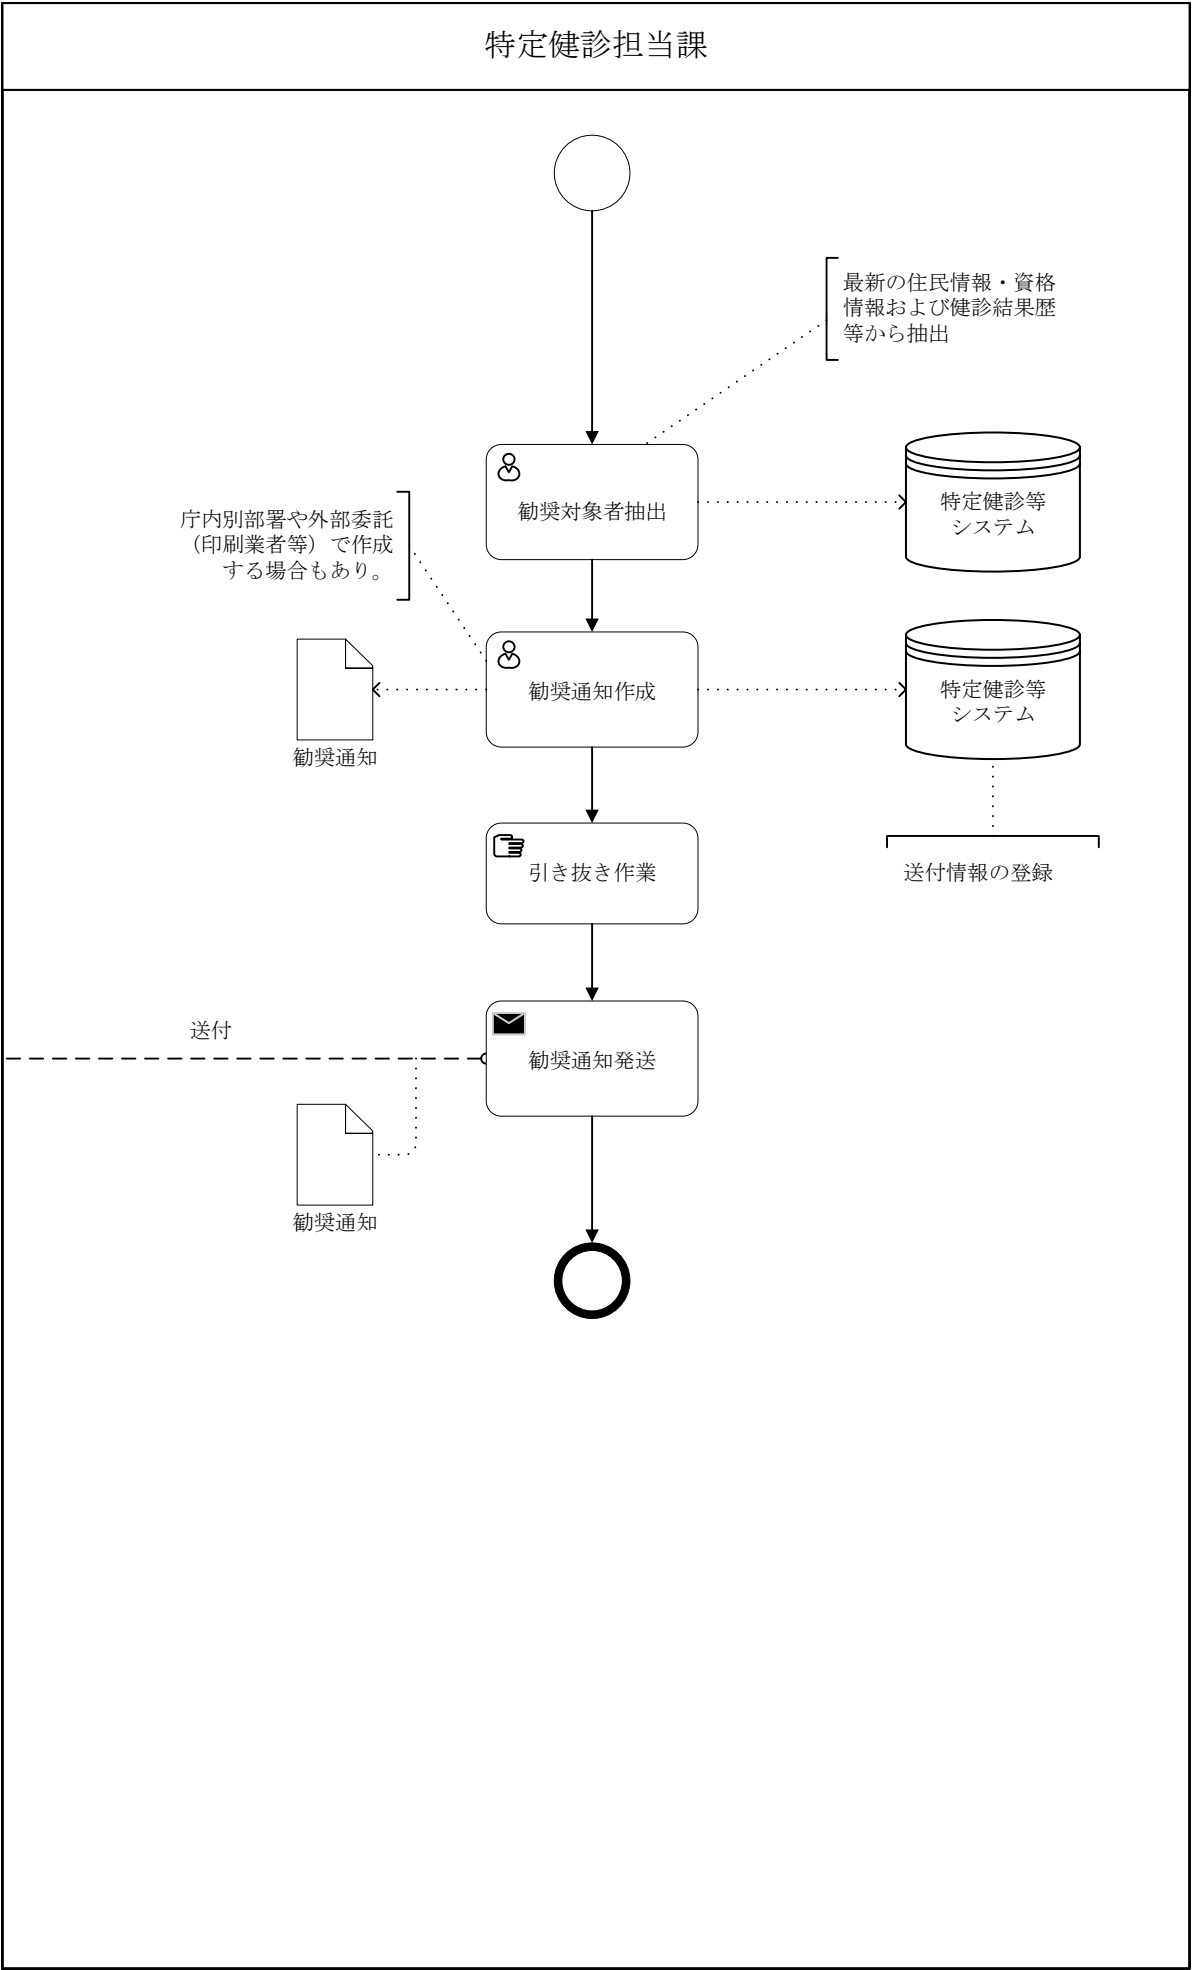 特定健診担当課
最新の住民情報・資格
情報および健診結果歴
等から抽出
勧奨対象者抽出
特定健診等
システム
庁内別部署や外部委託
（印刷業者等）で作成
する場合もあり。
勧奨通知作成
特定健診等
システム
勧奨通知
引き抜き作業
送付情報の登録
送付
勧奨通知発送
勧奨通知